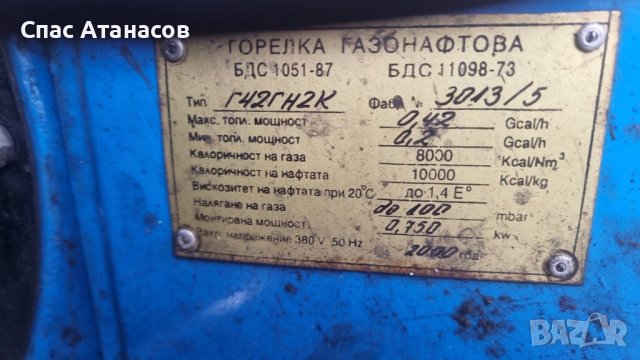 Спас Атанасов
ГОРЕЛКА ГАЗОНАФТОВА
БДС 1051-87 БДС 11098-73
Тип Г42ГН2К Фабр. № 3013/5
Макс. топл. мощност 0,42 Gcal/h
Мин. топл. мощност 0,2 Gcal/h
Калоричност на газа 8000 Kcal/Nm³
Калоричност на нафтата 10000 Kcal/kg
Вискозитет на нафтата при 20°C до 1,4 E°
Налягане на газа до 100 mbar
Монтирана мощност 0,750 kw
Захр. напрежение 380 V 50 Hz 2000 год.
BAZAR
bg